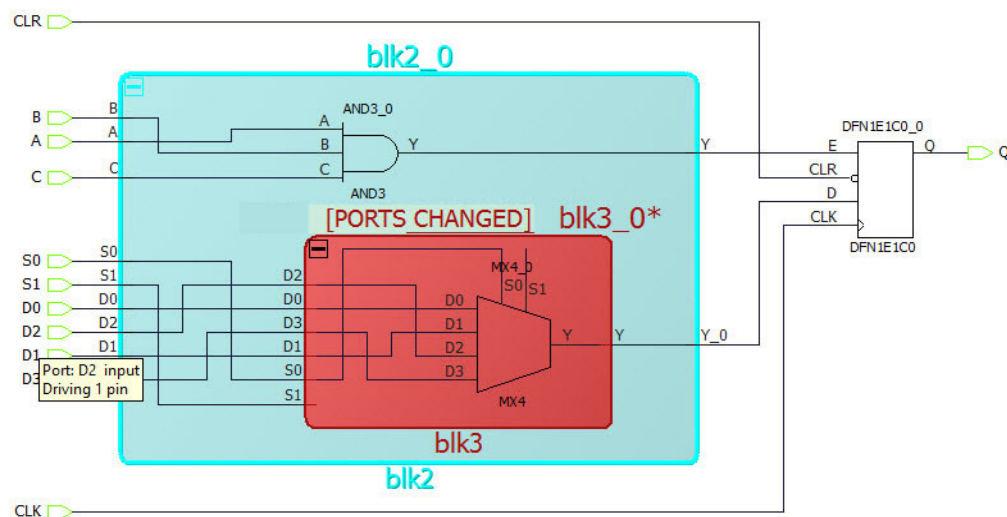 CLR
blk2_0
B B AND3_0 DFN1E1C0_0
A A A Y Y E Q Q
B
C C C CLR
AND3 D
[PORTS_CHANGED] blk3_0* CLK
DFN1E1C0
S0 S0 MX4_0
S1 S1 D2 S0 S1
D0 D0 D0 D0
D2 D2 D3 D1 Y Y Y_0
D1 D1 D1 D2
Port: D2 input
D3 S0 D3
Driving 1 pin
S1 MX4
blk3
blk2
CLK